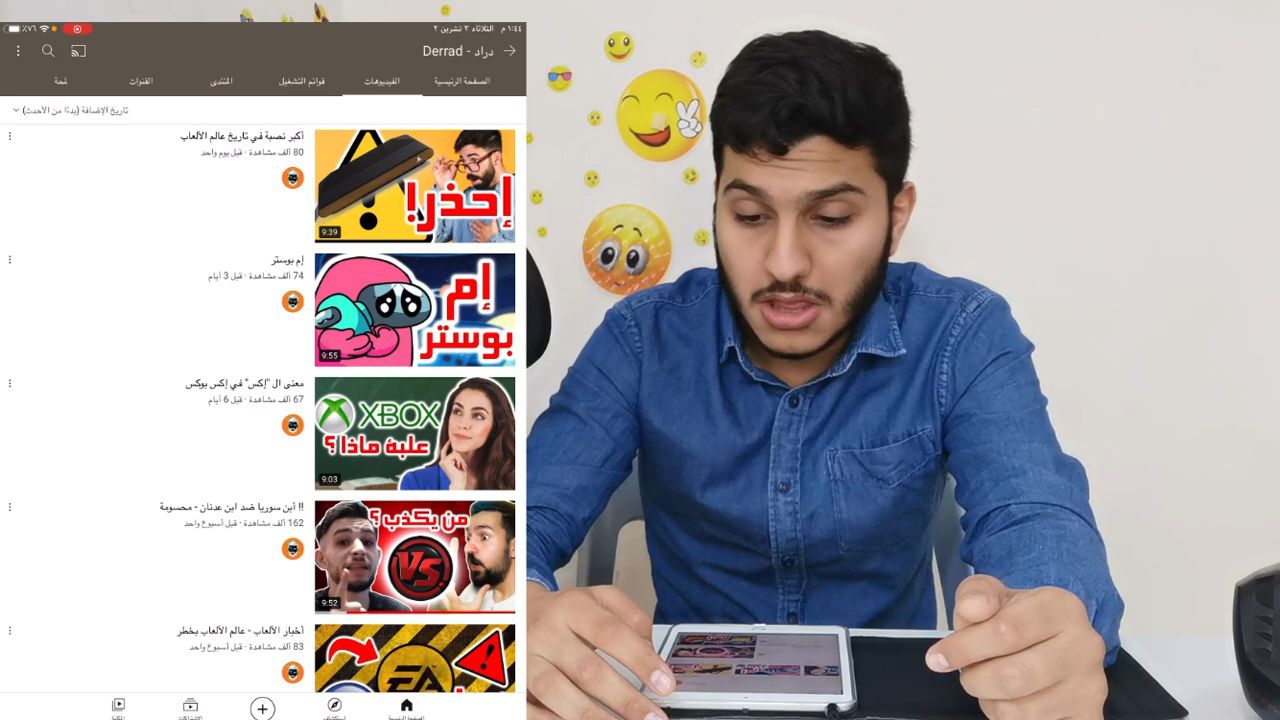 ١:٤٤ م الثلاثاء ٣ تشرين ٢
٪٧٦
دراد - Derrad
الصفحة الرئيسية
الفيديوهات
قوائم التشغيل
المنتدى
القنوات
لمحة
تاريخ الإضافة (بدءًا من الأحدث)
إحذر!
9:39
أكبر نصبة في تاريخ عالم الألعاب
80 ألف مشاهدة · قبل يوم واحد
إم
بوستر
9:55
إم بوستر
74 ألف مشاهدة · قبل 3 أيام
XBOX
علبة ماذا ؟
9:03
معنى ال "إكس" في إكس بوكس
67 ألف مشاهدة · قبل 6 أيام
من يكذب ؟
VS
9:52
!! أبن سوريا ضد ابن عدنان - محسومة
162 ألف مشاهدة · قبل أسبوع واحد
EA
أخبار الألعاب - عالم الألعاب بخطر
83 ألف مشاهدة · قبل أسبوع واحد
الصفحة الرئيسية
استكشاف
الاشتراكات
المكتبة